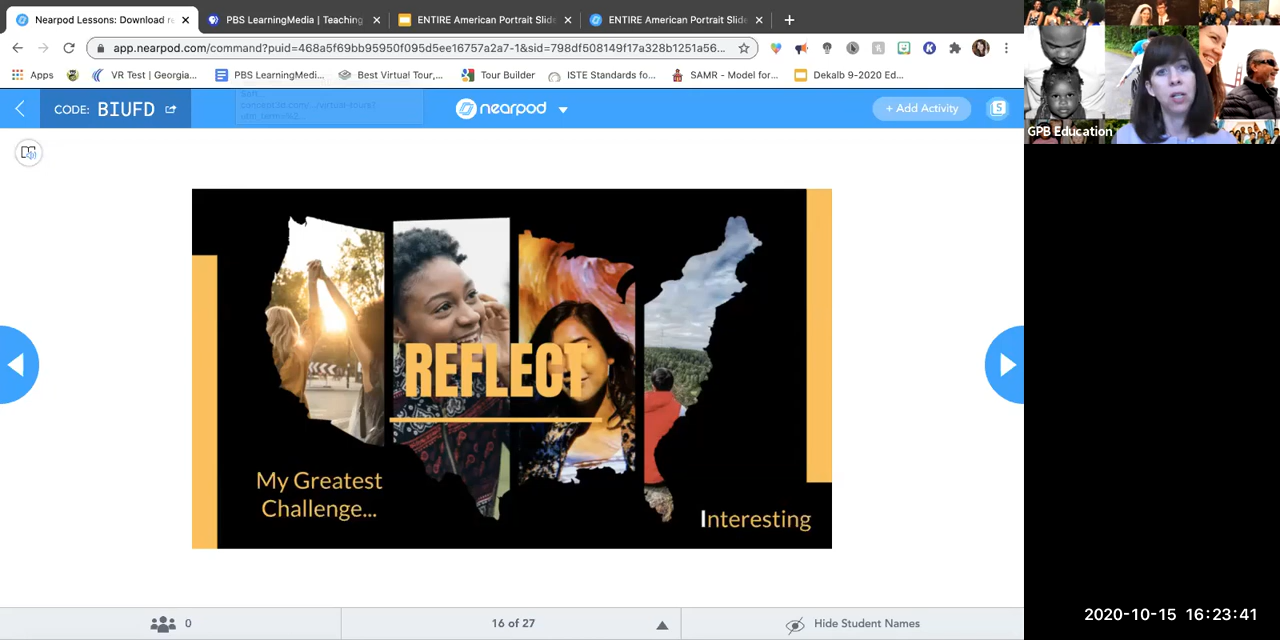 Nearpod Lessons: Download re
PBS LearningMedia | Teaching
ENTIRE American Portrait Slide
ENTIRE American Portrait Slide
app.nearpod.com/command?puid=468a5f69bb95950f095d5ee16757a2a7-1&sid=798df508149f17a328b1251a56...
Apps
VR Test | Georgia...
PBS LearningMedi...
Best Virtual Tour,...
Tour Builder
ISTE Standards fo...
SAMR - Model for...
Dekalb 9-2020 Ed...
CODE: BIUFD
nearpod
+ Add Activity
S
GPB Education
REFLECT
My Greatest
Challenge...
Interesting
0
16 of 27
Hide Student Names
2020-10-15 16:23:41